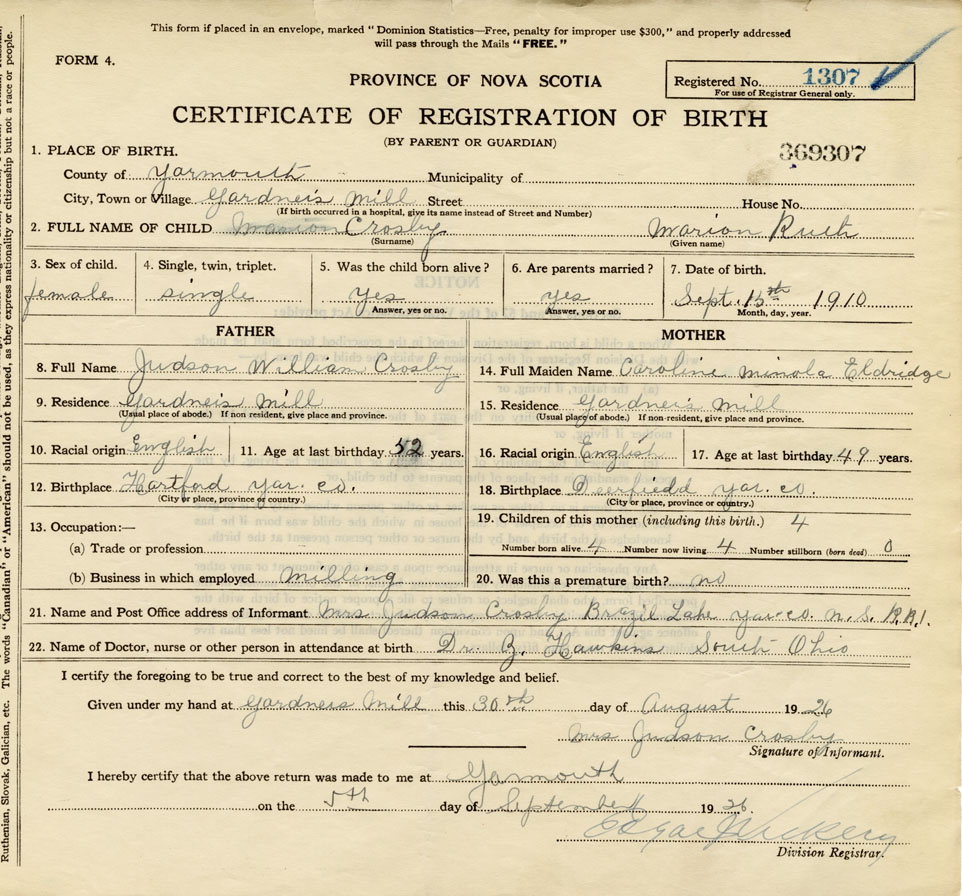 This form if placed in an envelope, marked “Dominion Statistics—Free, penalty for improper use $300,” and properly addressed
will pass through the Mails “FREE.”
FORM 4.
PROVINCE OF NOVA SCOTIA
Registered No. 1307
For use of Registrar General only.
CERTIFICATE OF REGISTRATION OF BIRTH
(BY PARENT OR GUARDIAN)
369307
1. PLACE OF BIRTH.
County of Yarmouth Municipality of
City, Town or Village Gardneis Mill Street House No.
(If birth occurred in a hospital, give its name instead of Street and Number)
2. FULL NAME OF CHILD Marion Crosby Marion Ruth
(Surname) (Given name)
3. Sex of child. 4. Single, twin, triplet. 5. Was the child born alive? 6. Are parents married? 7. Date of birth.
female single yes yes Sept. 15th 1910
Answer, yes or no. Answer, yes or no. Month, day, year.
FATHER
8. Full Name Judson William Crosby
9. Residence Gardneis Mill
(Usual place of abode.) If non resident, give place and province.
10. Racial origin English 11. Age at last birthday 52 years.
12. Birthplace Hartford Yar. Co.
(City or place, province or country.)
13. Occupation:—
(a) Trade or profession
(b) Business in which employed Milling
MOTHER
14. Full Maiden Name Caroline Minola Eldridge
15. Residence Gardneis Mill
(Usual place of abode.) If non-resident, give place and province.
16. Racial origin English 17. Age at last birthday 49 years.
18. Birthplace Deerfiedd Yar. Co.
(City or place, province or country.)
19. Children of this mother (including this birth.) 4
Number born alive 4 Number now living 4 Number stillborn (born dead) 0
20. Was this a premature birth? no
21. Name and Post Office address of Informant Mrs Judson Crosby Brazil Lake Yar. Co. N. S. R.R.1.
22. Name of Doctor, nurse or other person in attendance at birth Dr. Z. Hawkins South Ohio
I certify the foregoing to be true and correct to the best of my knowledge and belief.
Given under my hand at Gardneis Mill this 30th day of August 1926
Mrs Judson Crosby
Signature of Informant.
I hereby certify that the above return was made to me at Yarmouth
on the 5th day of September 1926.
Edgar J Vickery
Division Registrar.
Ruthenian, Slovak, Galician, etc. The words “Canadian” or “American” should not be used, as they express nationality or citizenship but not a race or people.